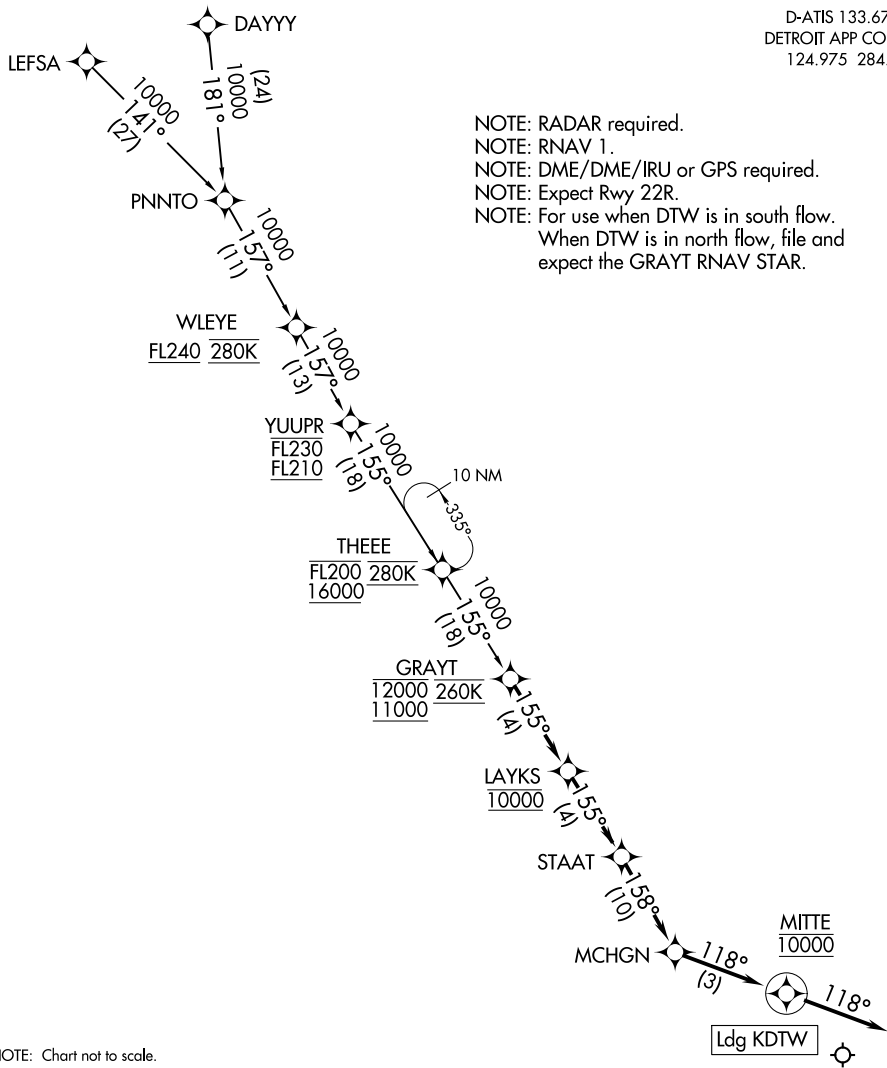 D-ATIS 133.67
DETROIT APP CO
124.975 284.
DAYYY
LEFSA
10000
141°
(27)
(24)
10000
181°
NOTE: RADAR required.
NOTE: RNAV 1.
NOTE: DME/DME/IRU or GPS required.
NOTE: Expect Rwy 22R.
NOTE: For use when DTW is in south flow.
When DTW is in north flow, file and
expect the GRAYT RNAV STAR.
PNNTO
10000
157°
(11)
WLEYE
FL240 280K
10000
157°
(13)
YUUPR
FL230
FL210
10000
155°
(18)
10 NM
335°
THEEE
FL200 280K
16000
10000
155°
(18)
GRAYT
12000 260K
11000
155°
(4)
LAYKS
10000
155°
(4)
STAAT
158°
(10)
MCHGN
118°
(3)
MITTE
10000
118°
Ldg KDTW
OTE: Chart not to scale.